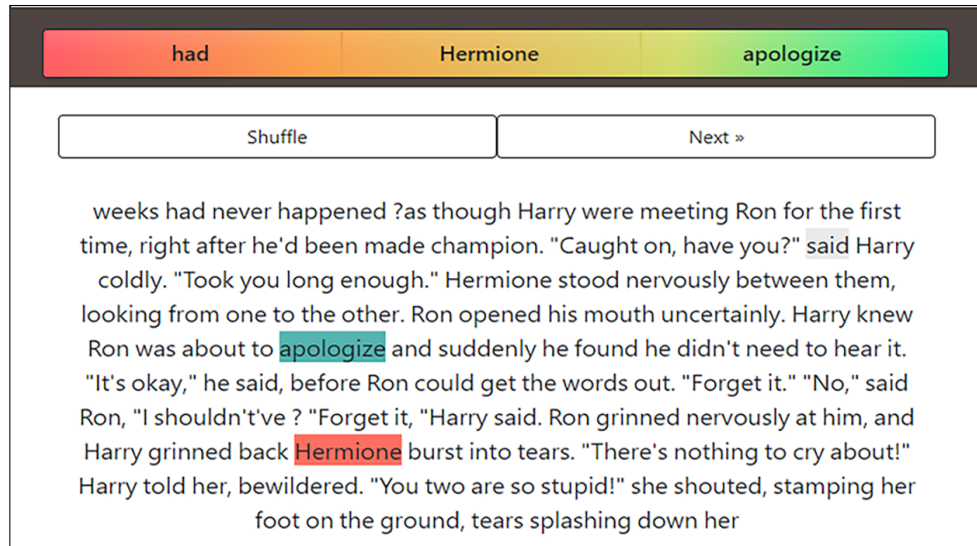 had Hermione apologize
Shuffle Next »
weeks had never happened ?as though Harry were meeting Ron for the first
time, right after he'd been made champion. "Caught on, have you?" said Harry
coldly. "Took you long enough." Hermione stood nervously between them,
looking from one to the other. Ron opened his mouth uncertainly. Harry knew
Ron was about to apologize and suddenly he found he didn't need to hear it.
"It's okay," he said, before Ron could get the words out. "Forget it." "No," said
Ron, "I shouldn't've ? "Forget it, "Harry said. Ron grinned nervously at him, and
Harry grinned back Hermione burst into tears. "There's nothing to cry about!"
Harry told her, bewildered. "You two are so stupid!" she shouted, stamping her
foot on the ground, tears splashing down her